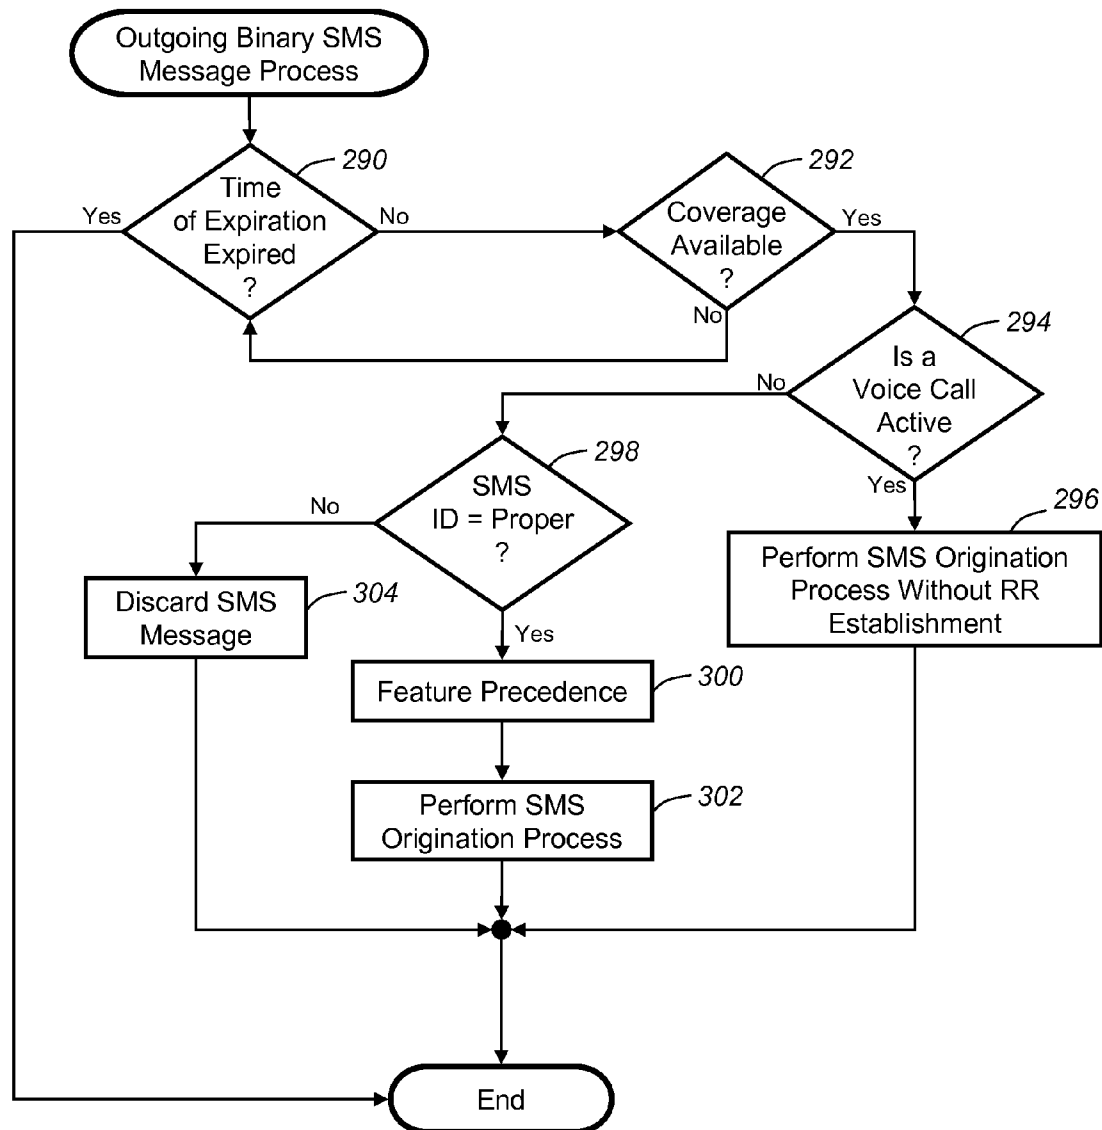 Outgoing Binary SMS
Message Process
290
Time
of Expiration
Expired
?
Yes
No
292
Coverage
Available
?
Yes
No
294
Is a
Voice Call
Active
?
No
Yes
298
SMS
ID = Proper
?
No
Yes
296
Perform SMS Origination
Process Without RR
Establishment
304
Discard SMS
Message
300
Feature Precedence
302
Perform SMS
Origination Process
End